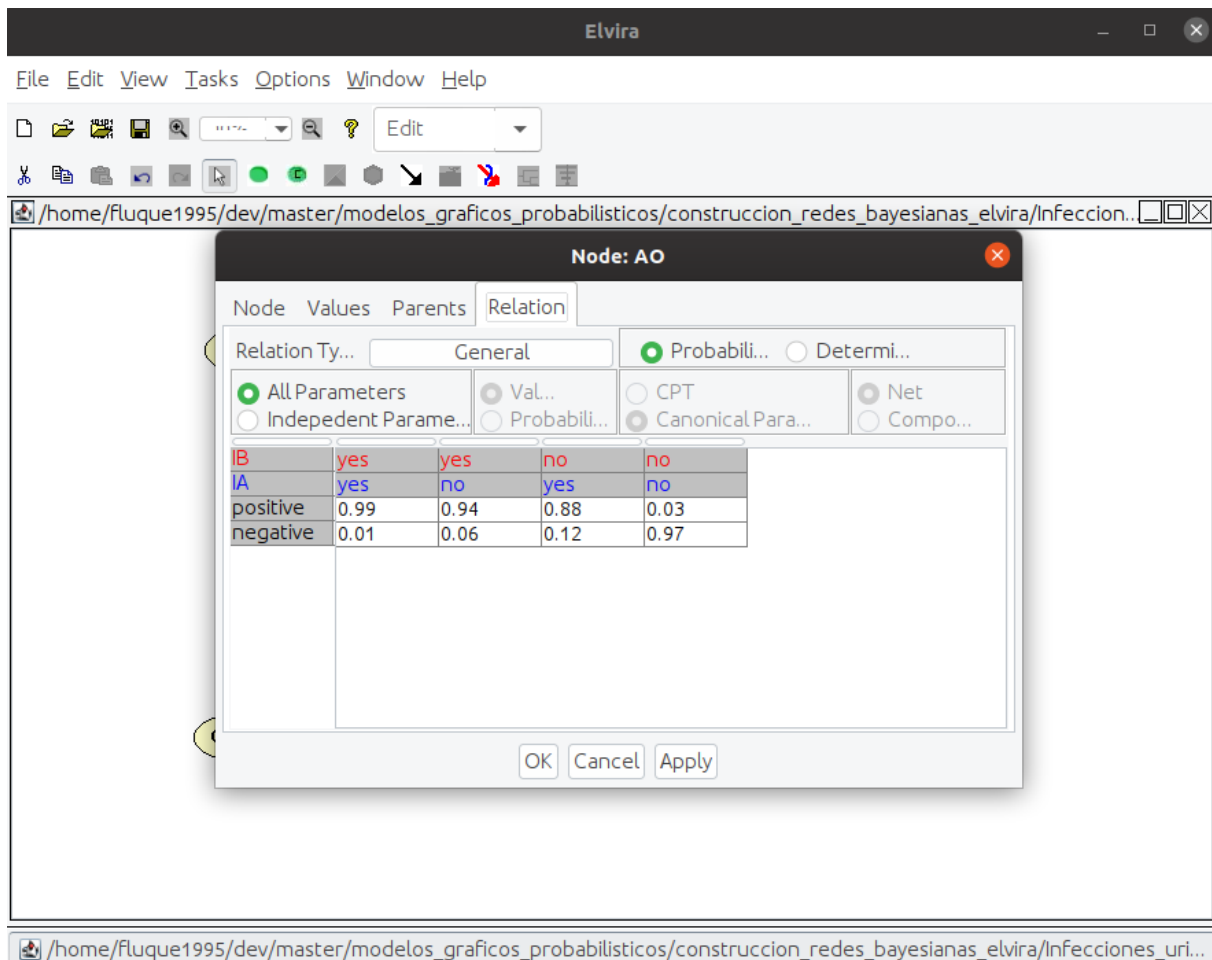 Elvira
File Edit View Tasks Options Window Help
Edit
/home/fluque1995/dev/master/modelos_graficos_probabilisticos/construccion_redes_bayesianas_elvira/Infeccion...
Node: AO
Node Values Parents Relation
Relation Ty... General Probabili... Determi...
All Parameters Val... CPT Net
Indepedent Parame... Probabili... Canonical Para... Compo...
IB yes yes no no
IA yes no yes no
positive 0.99 0.94 0.88 0.03
negative 0.01 0.06 0.12 0.97
OK Cancel Apply
/home/fluque1995/dev/master/modelos_graficos_probabilisticos/construccion_redes_bayesianas_elvira/Infecciones_uri...